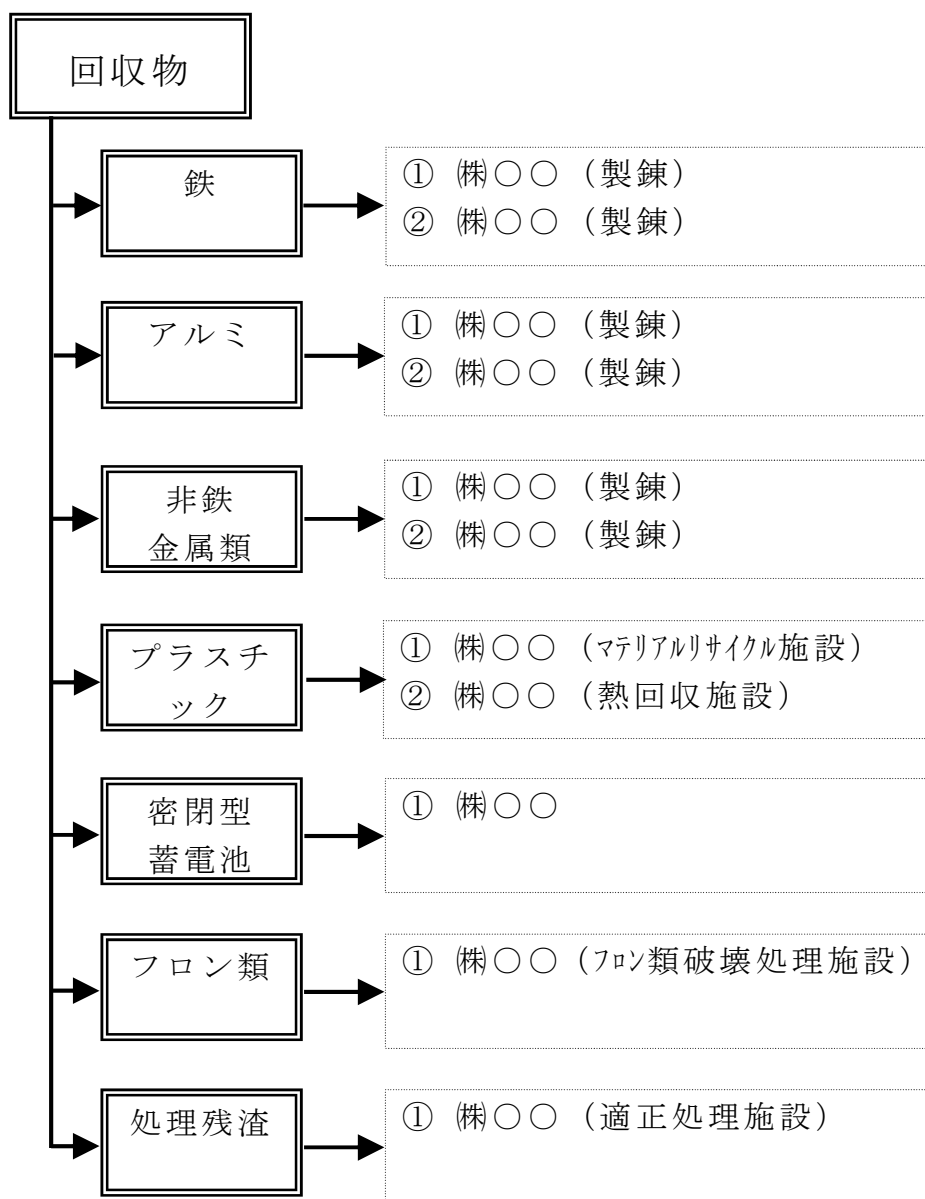 回収物
鉄
① ㈱○○（製錬）
② ㈱○○（製錬）
アルミ
① ㈱○○（製錬）
② ㈱○○（製錬）
非鉄
金属類
① ㈱○○（製錬）
② ㈱○○（製錬）
プラスチ
ック
① ㈱○○（ﾏﾃﾘｱﾙﾘｻｲｸﾙ施設）
② ㈱○○（熱回収施設）
密閉型
蓄電池
① ㈱○○
フロン類
① ㈱○○（ﾌﾛﾝ類破壊処理施設）
処理残渣
① ㈱○○（適正処理施設）